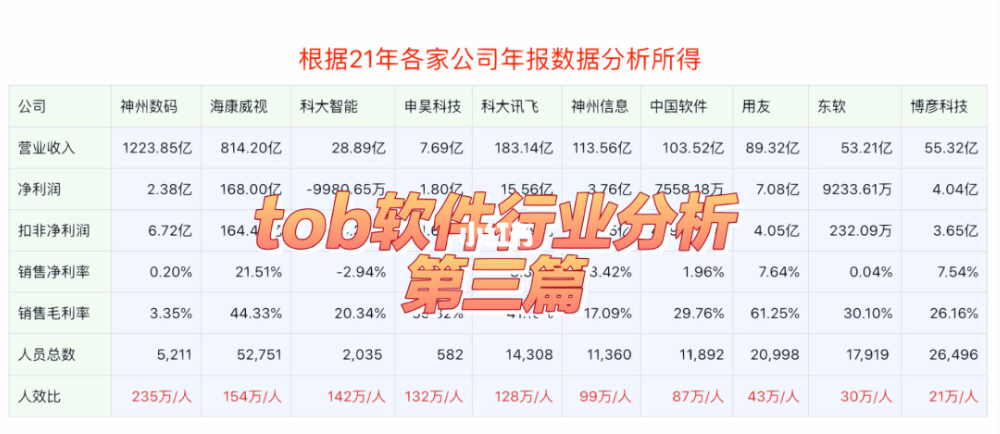 根据21年各家公司年报数据分析所得
公司 神州数码 海康威视 科大智能 申昊科技 科大讯飞 神州信息 中国软件 用友 东软 博彦科技
营业收入 1223.85亿 814.20亿 28.89亿 7.69亿 183.14亿 113.56亿 103.52亿 89.32亿 53.21亿 55.32亿
净利润 2.38亿 168.00亿 -9980.65万 1.80亿 15.56亿 3.76亿 7558.18万 7.08亿 9233.61万 4.04亿
扣非净利润 6.72亿 4.05亿 232.09万 3.65亿
tob软件行业分析
小红书
销售净利率 0.20% 21.51% -2.94% 3.42% 1.96% 7.64% 0.04% 7.54%
第三篇
销售毛利率 3.35% 44.33% 20.34% 17.09% 29.76% 61.25% 30.10% 26.16%
人员总数 5,211 52,751 2,035 582 14,308 11,360 11,892 20,998 17,919 26,496
人效比 235万/人 154万/人 142万/人 132万/人 128万/人 99万/人 87万/人 43万/人 30万/人 21万/人